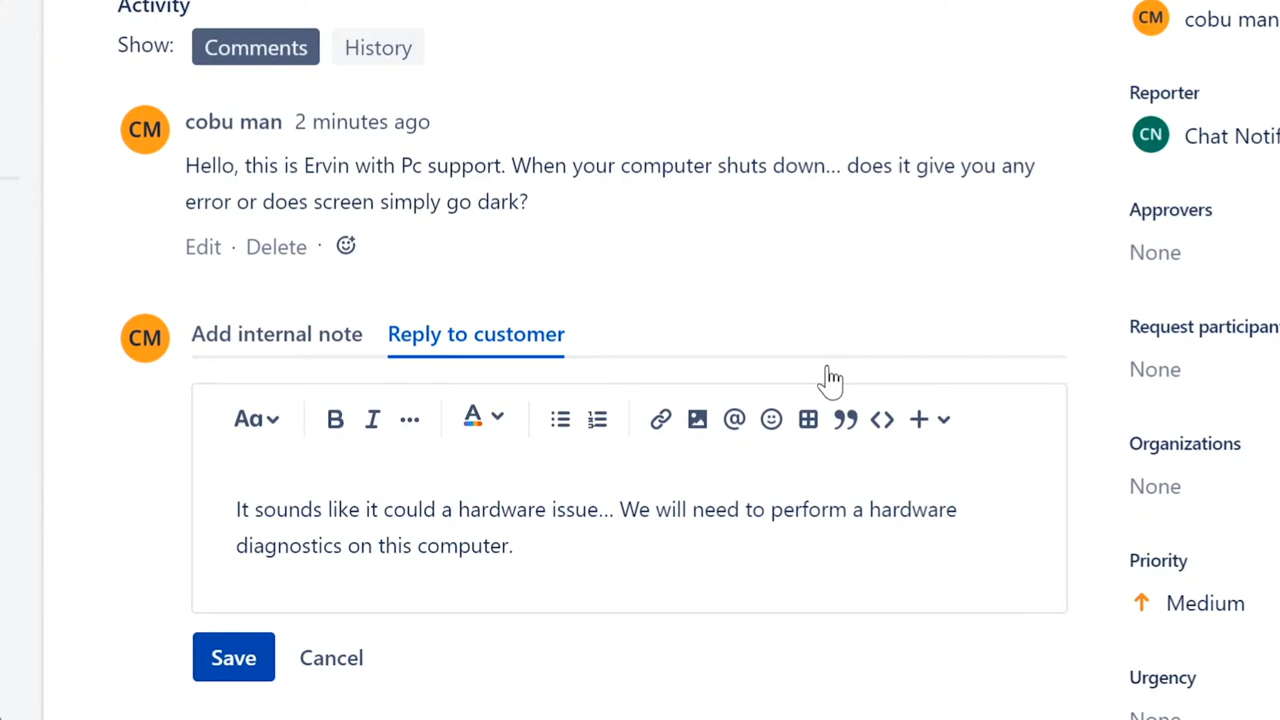 Activity
CM cobu man
Show: Comments History
Reporter
CM cobu man 2 minutes ago
CN Chat Notif
Hello, this is Ervin with Pc support. When your computer shuts down... does it give you any
error or does screen simply go dark?
Approvers
None
Edit · Delete ·
CM Add internal note Reply to customer
Request participan
None
Aa B I ... A @ <> +
Organizations
None
It sounds like it could a hardware issue... We will need to perform a hardware
diagnostics on this computer.
Priority
Medium
Save Cancel
Urgency
None